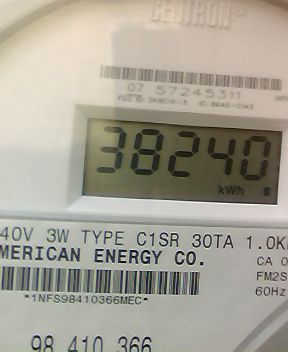 CENTRON®
07 57245311
38240
kWh
40V 3W TYPE C1SR 30TA 1.0K
MERICAN ENERGY CO.
CA 0
FM2S
60Hz
*1NFS98410366MEC*
98 410 366